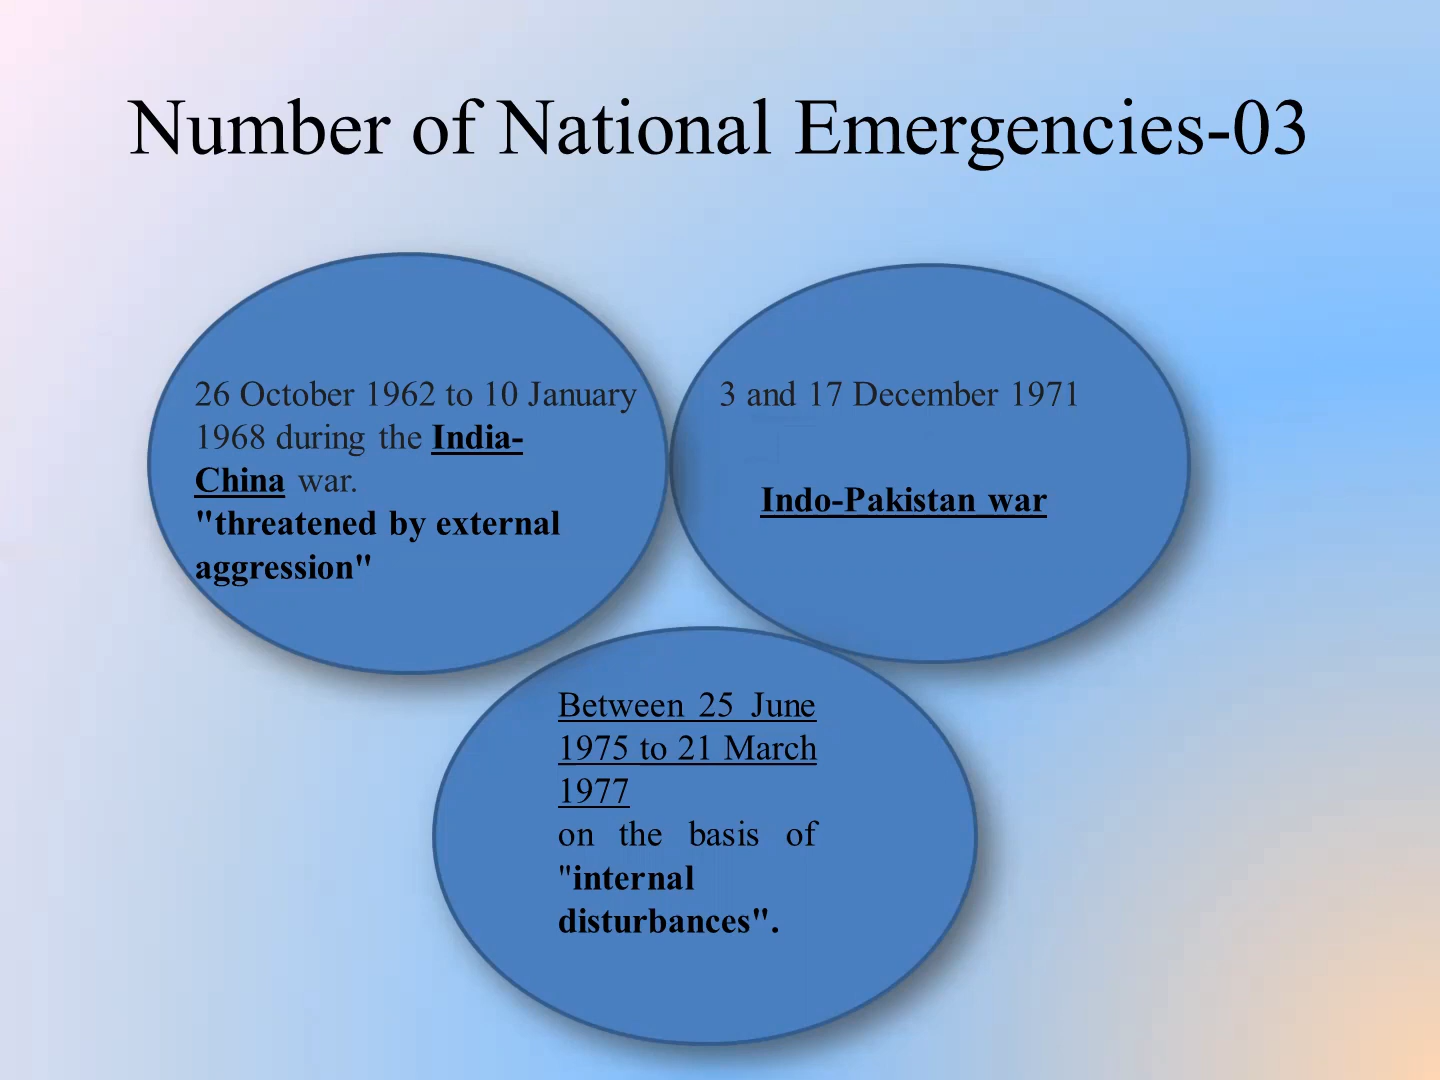 Number of National Emergencies-03
26 October 1962 to 10 January
1968 during the India-
China war.
"threatened by external
aggression"
3 and 17 December 1971
Indo-Pakistan war
Between 25 June
1975 to 21 March
1977
on the basis of
"internal
disturbances".